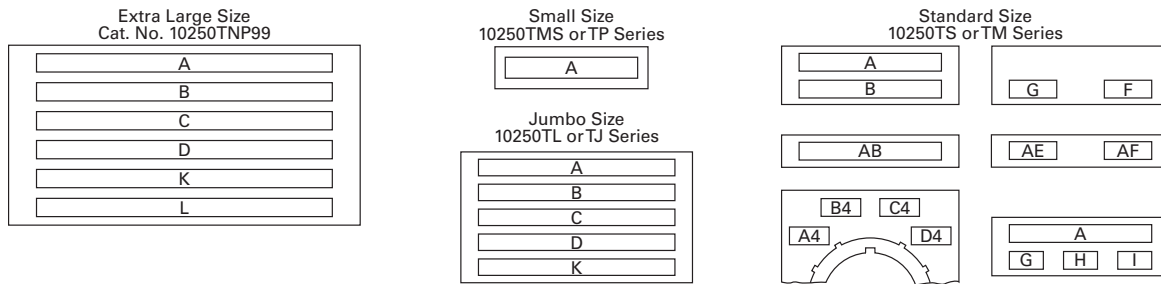 Extra Large Size
Cat. No. 10250TNP99
A
B
C
D
K
L
Small Size
10250TMS or TP Series
A
Jumbo Size
10250TL or TJ Series
A
B
C
D
K
Standard Size
10250TS or TM Series
A
B
G F
AB
AE AF
B4 C4
A4 D4
A
G H I